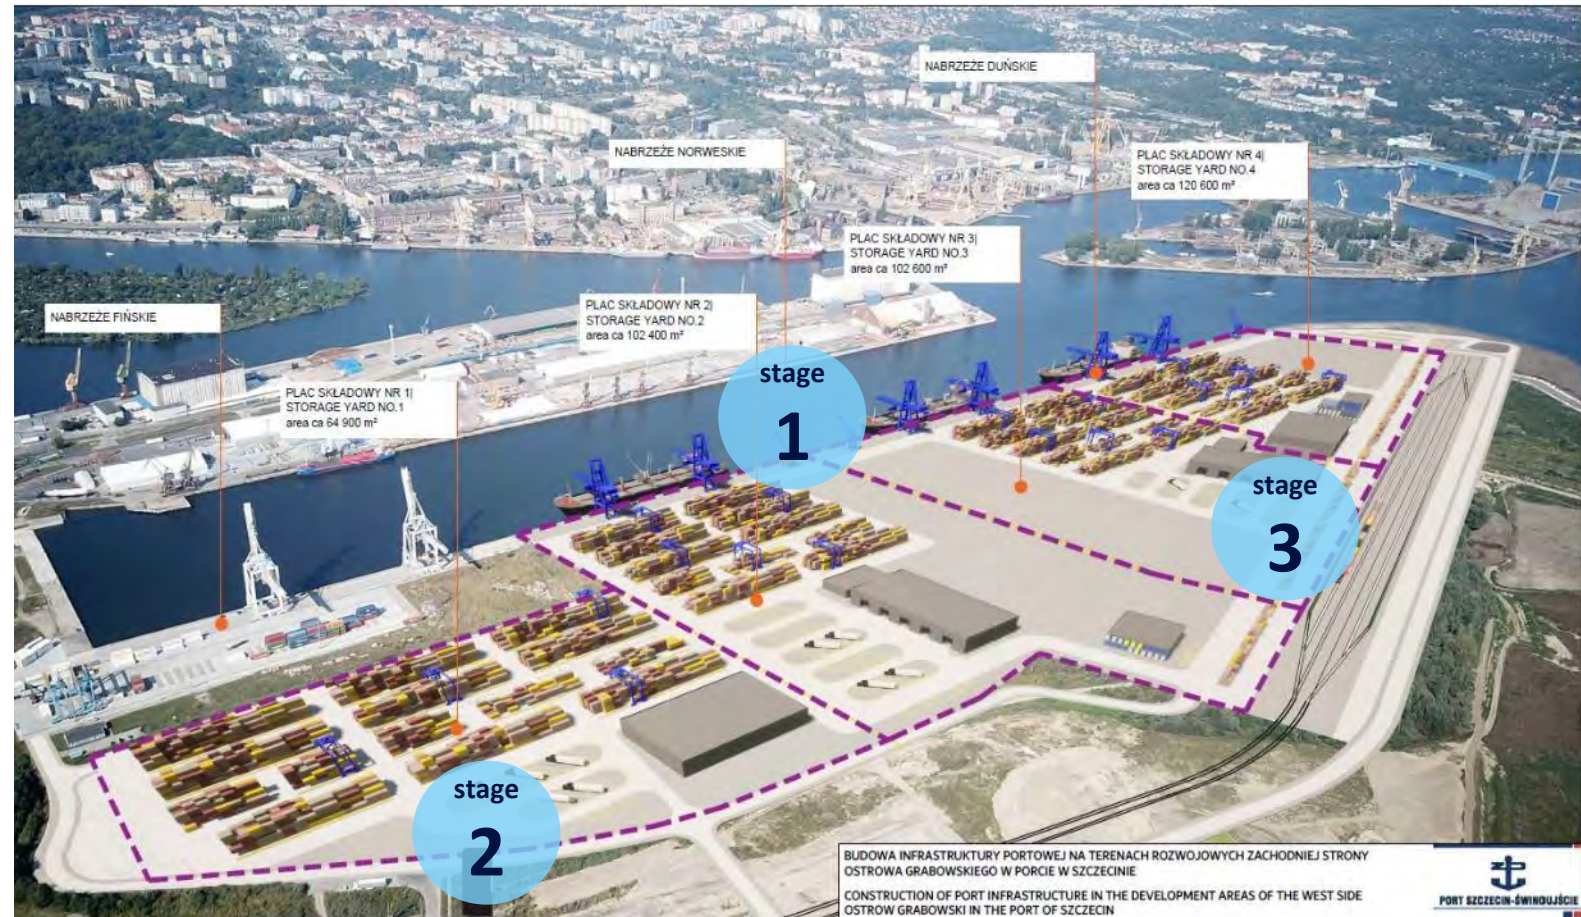 NABRZEŻE DUŃSKIE
NABRZEŻE NORWESKIE
PLAC SKŁADOWY NR 4|
STORAGE YARD NO.4
area ca 120 600 m²
PLAC SKŁADOWY NR 3|
STORAGE YARD NO.3
area ca 102 600 m²
NABRZEŻE FIŃSKIE
PLAC SKŁADOWY NR 2|
STORAGE YARD NO.2
area ca 102 400 m²
PLAC SKŁADOWY NR 1|
STORAGE YARD NO.1
area ca 64 900 m²
stage
1
stage
3
stage
2
BUDOWA INFRASTRUKTURY PORTOWEJ NA TERENACH ROZWOJOWYCH ZACHODNIEJ STRONY
OSTROWA GRABOWSKIEGO W PORCIE W SZCZECINIE
CONSTRUCTION OF PORT INFRASTRUCTURE IN THE DEVELOPMENT AREAS OF THE WEST SIDE
OSTROW GRABOWSKI IN THE PORT OF SZCZECIN
PORT SZCZECIN-ŚWINOUJŚCIE